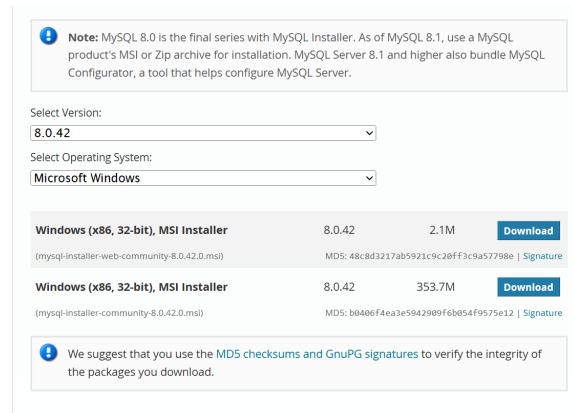 Note: MySQL 8.0 is the final series with MySQL Installer. As of MySQL 8.1, use a MySQL
product's MSI or Zip archive for installation. MySQL Server 8.1 and higher also bundle MySQL
Configurator, a tool that helps configure MySQL Server.
Select Version:
8.0.42
Select Operating System:
Microsoft Windows
Windows (x86, 32-bit), MSI Installer 8.0.42 2.1M Download
(mysql-installer-web-community-8.0.42.0.msi) MD5: 48c8d3217ab5921c9c20ff3c9a57798e | Signature
Windows (x86, 32-bit), MSI Installer 8.0.42 353.7M Download
(mysql-installer-community-8.0.42.0.msi) MD5: b0406f4ea3e5942909f6b054f9575e12 | Signature
We suggest that you use the MD5 checksums and GnuPG signatures to verify the integrity of
the packages you download.